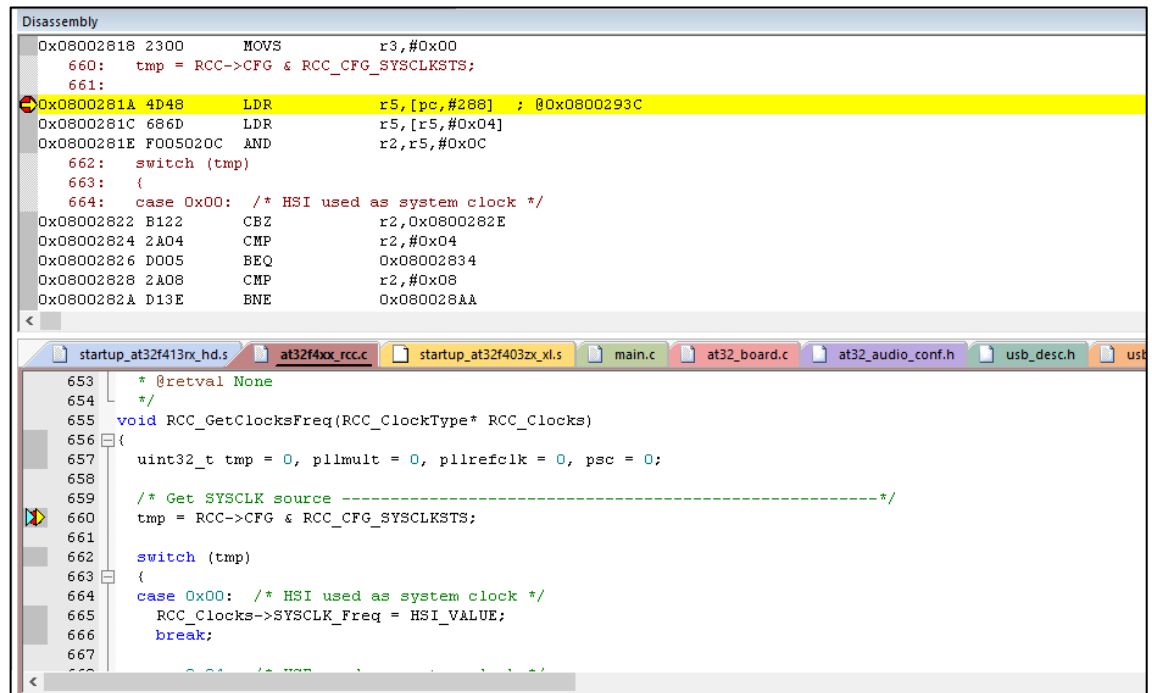 Disassembly
0x08002818 2300 MOVS r3,#0x00
660: tmp = RCC->CFG & RCC_CFG_SYSCLKSTS;
661:
0x0800281A 4D48 LDR r5,[pc,#288] ; @0x0800293C
0x0800281C 686D LDR r5,[r5,#0x04]
0x0800281E F005020C AND r2,r5,#0x0C
662: switch (tmp)
663: {
664: case 0x00: /* HSI used as system clock */
0x08002822 B122 CBZ r2,0x0800282E
0x08002824 2A04 CMP r2,#0x04
0x08002826 D005 BEQ 0x08002834
0x08002828 2A08 CMP r2,#0x08
0x0800282A D13E BNE 0x080028AA
startup_at32f413rx_hd.s at32f4xx_rcc.c startup_at32f403zx_xl.s main.c at32_board.c at32_audio_conf.h usb_desc.h usb
653 * @retval None
654 */
655 void RCC_GetClocksFreq(RCC_ClockType* RCC_Clocks)
656 {
657 uint32_t tmp = 0, pllmult = 0, pllrefclk = 0, psc = 0;
658
659 /* Get SYSCLK source -------------------------------------------------------*/
660 tmp = RCC->CFG & RCC_CFG_SYSCLKSTS;
661
662 switch (tmp)
663 {
664 case 0x00: /* HSI used as system clock */
665 RCC_Clocks->SYSCLK_Freq = HSI_VALUE;
666 break;
667